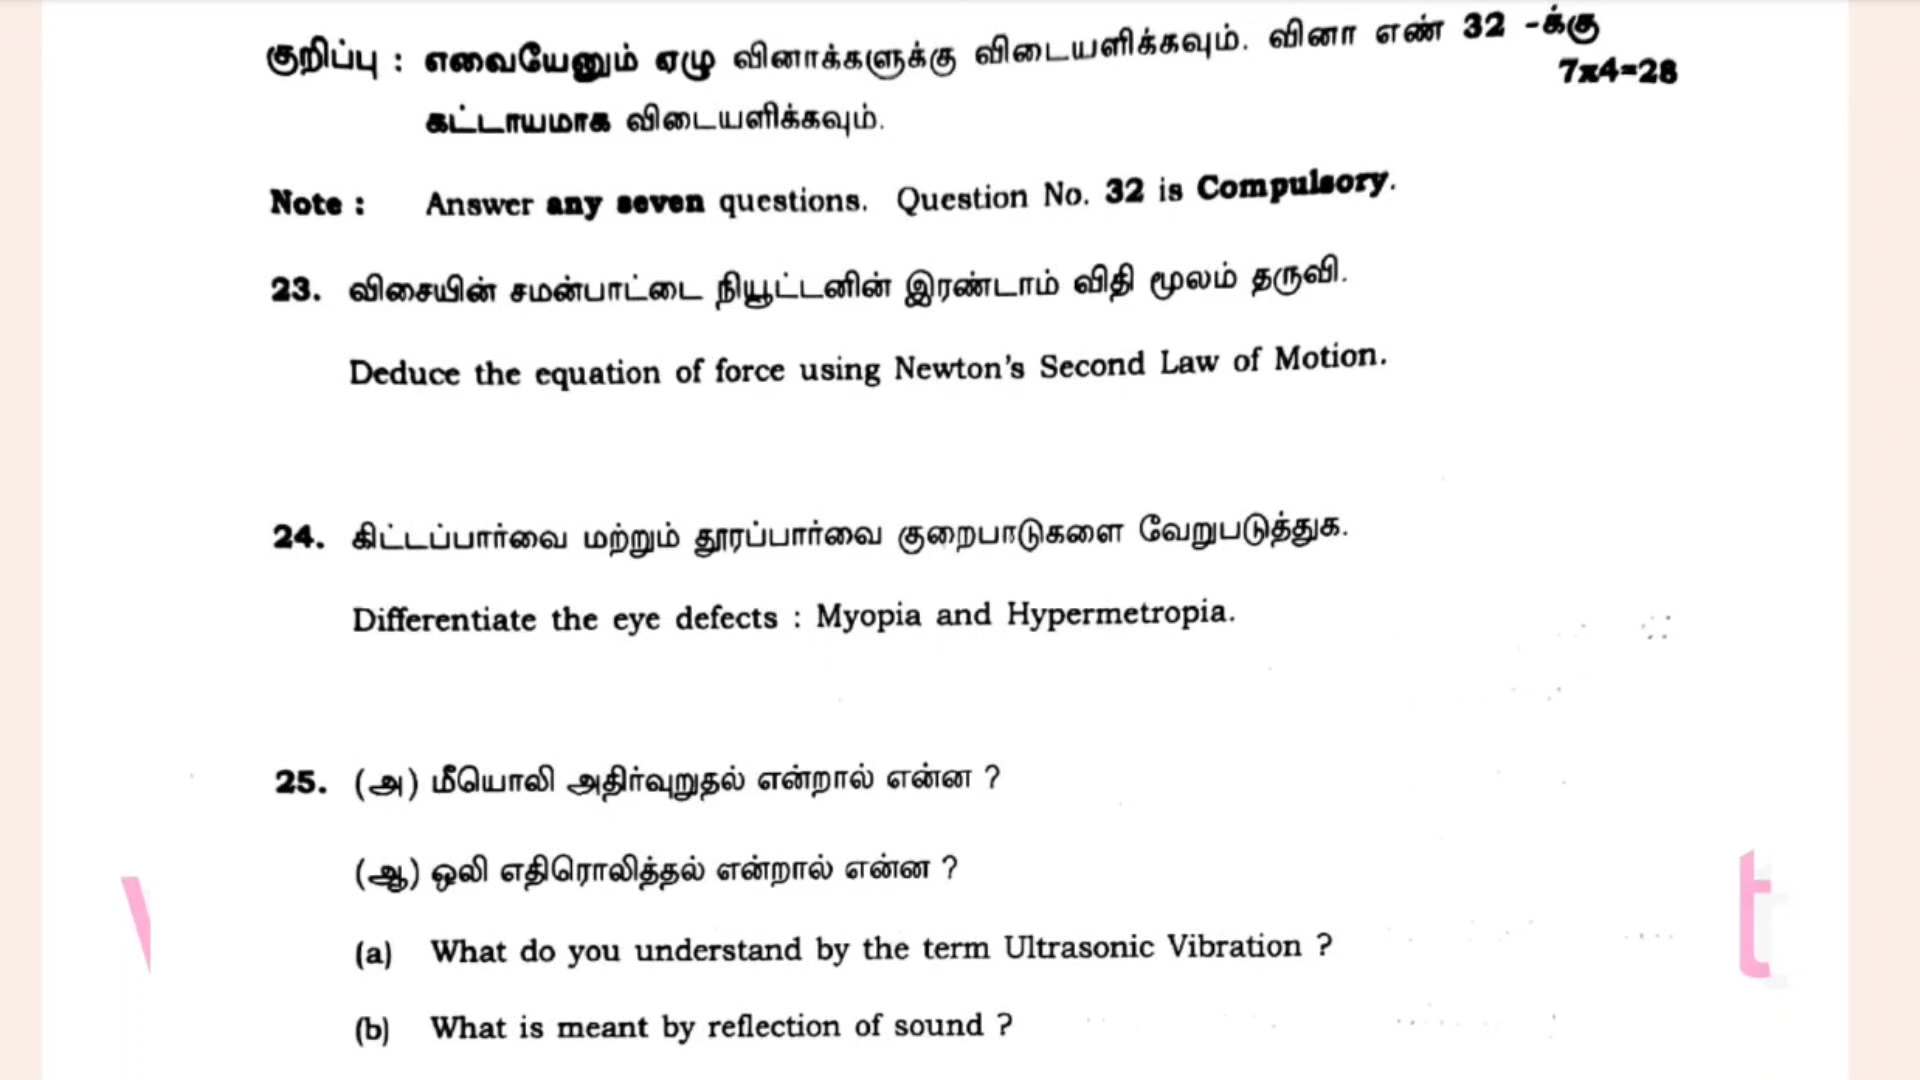 குறிப்பு : எவையேனும் ஏழு வினாக்களுக்கு விடையளிக்கவும். வினா எண் 32 -க்கு
கட்டாயமாக விடையளிக்கவும். 7x4=28
Note : Answer any seven questions. Question No. 32 is Compulsory.
23. விசையின் சமன்பாட்டை நியூட்டனின் இரண்டாம் விதி மூலம் தருவி.
Deduce the equation of force using Newton's Second Law of Motion.
24. கிட்டப்பார்வை மற்றும் தூரப்பார்வை குறைபாடுகளை வேறுபடுத்துக.
Differentiate the eye defects : Myopia and Hypermetropia.
25. (அ) மீயொலி அதிர்வுறுதல் என்றால் என்ன ?
(ஆ) ஒலி எதிரொலித்தல் என்றால் என்ன ?
(a) What do you understand by the term Ultrasonic Vibration ?
(b) What is meant by reflection of sound ?
t